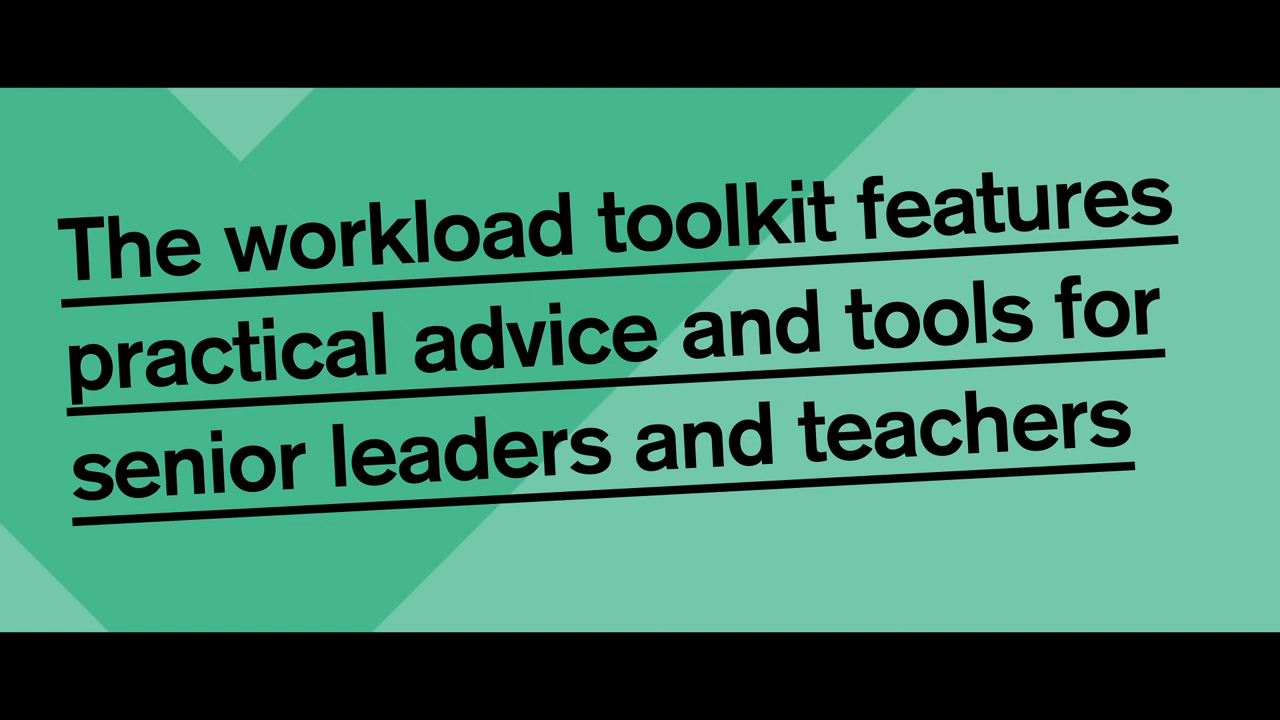 The workload toolkit features
practical advice and tools for
senior leaders and teachers